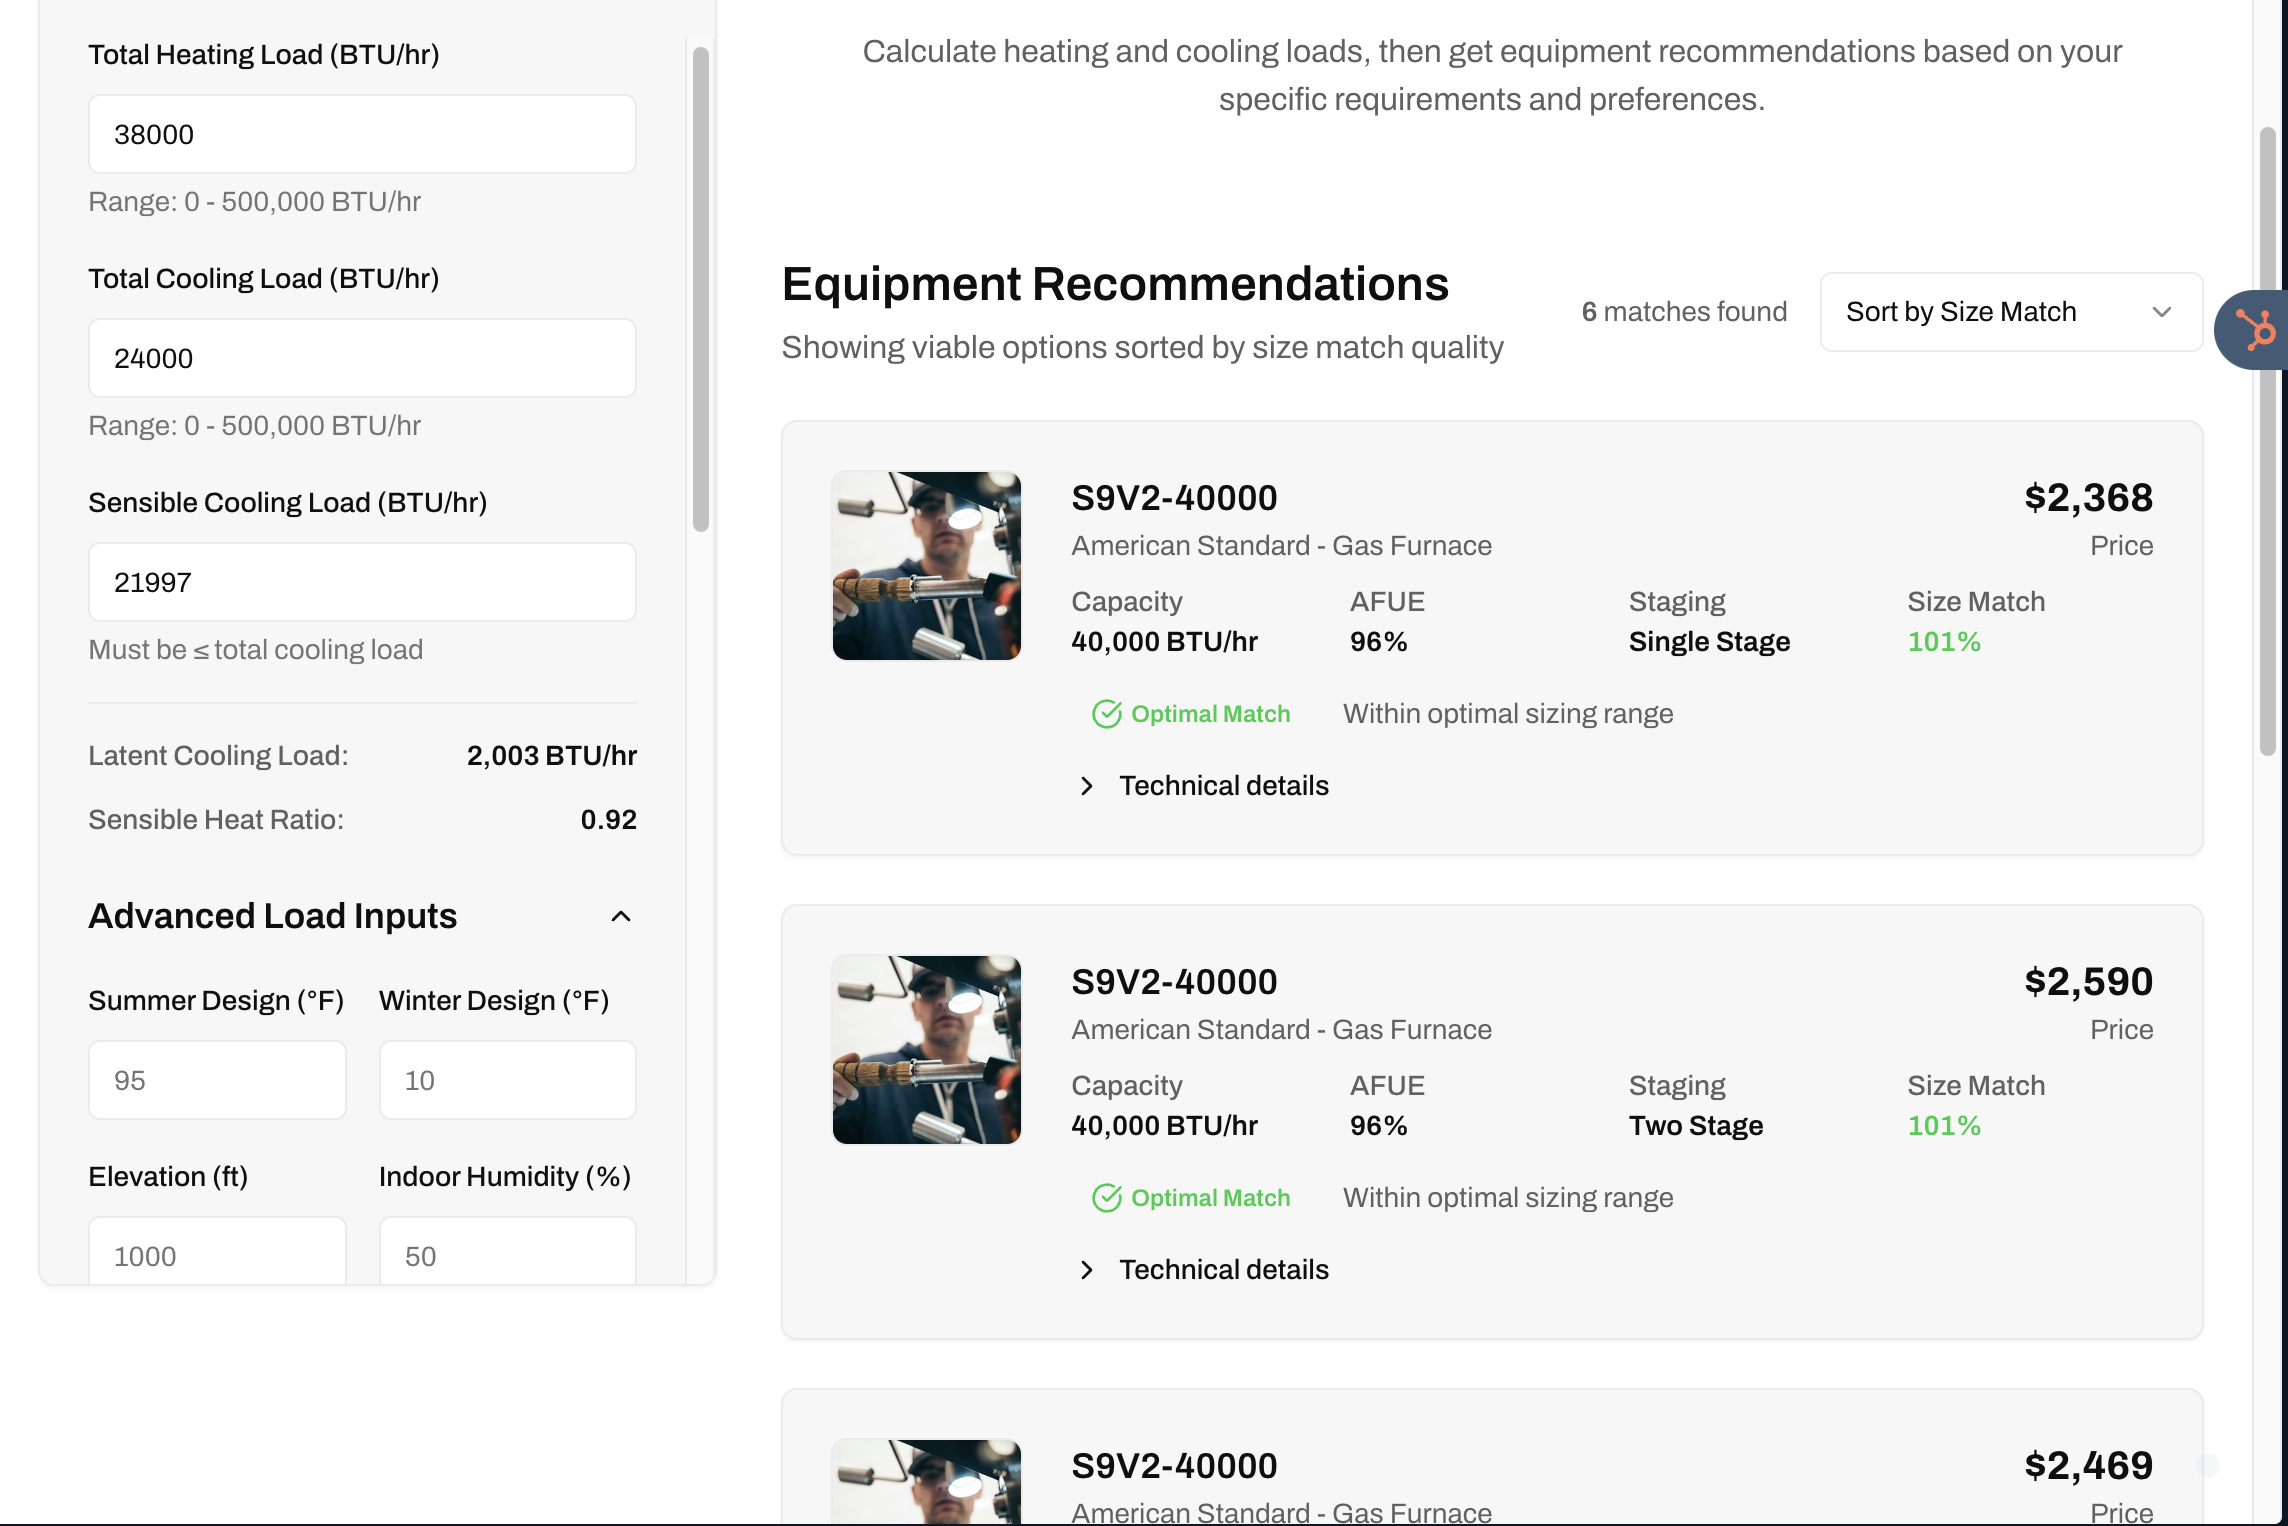 Total Heating Load (BTU/hr)
38000
Range: 0 - 500,000 BTU/hr
Total Cooling Load (BTU/hr)
24000
Range: 0 - 500,000 BTU/hr
Sensible Cooling Load (BTU/hr)
21997
Must be ≤ total cooling load
Latent Cooling Load: 2,003 BTU/hr
Sensible Heat Ratio: 0.92
Advanced Load Inputs
Summer Design (°F) Winter Design (°F)
95 10
Elevation (ft) Indoor Humidity (%)
1000 50
Calculate heating and cooling loads, then get equipment recommendations based on your
specific requirements and preferences.
Equipment Recommendations
Showing viable options sorted by size match quality
6 matches found
Sort by Size Match
S9V2-40000 $2,368
American Standard - Gas Furnace Price
Capacity AFUE Staging Size Match
40,000 BTU/hr 96% Single Stage 101%
Optimal Match Within optimal sizing range
Technical details
S9V2-40000 $2,590
American Standard - Gas Furnace Price
Capacity AFUE Staging Size Match
40,000 BTU/hr 96% Two Stage 101%
Optimal Match Within optimal sizing range
Technical details
S9V2-40000 $2,469
American Standard - Gas Furnace Price